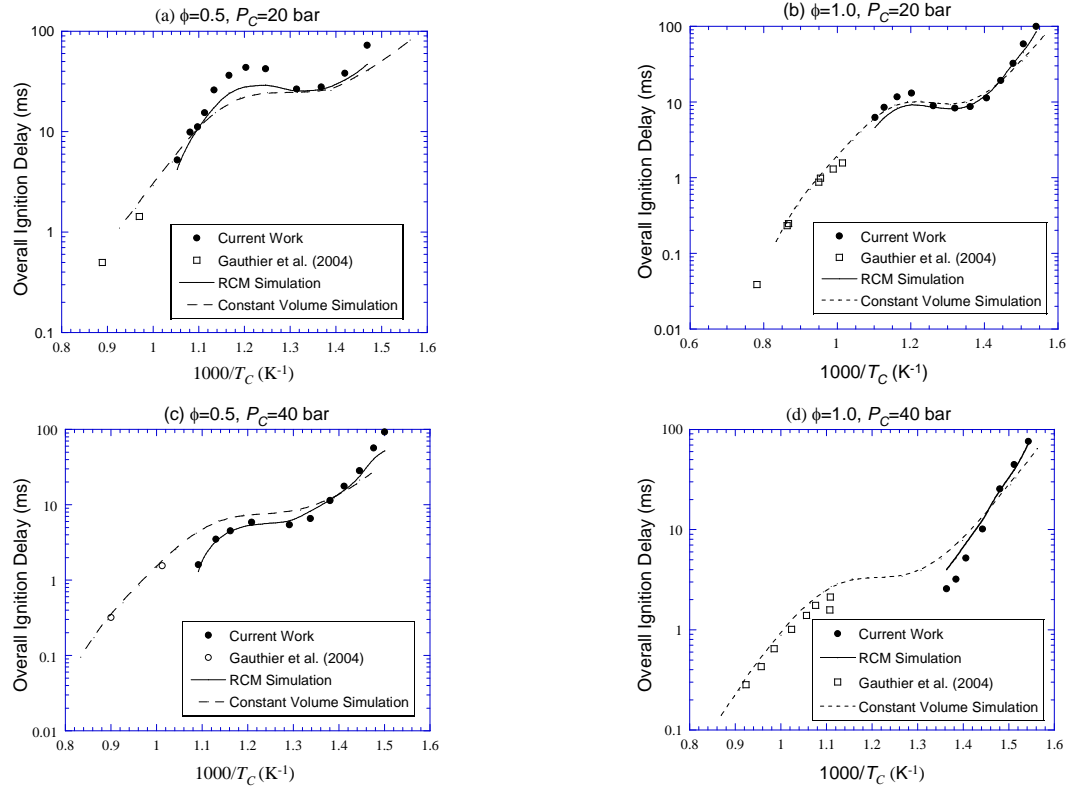 (a) ϕ=0.5, P_C=20 bar
100
10
1
0.1
Overall Ignition Delay (ms)
Current Work
Gauthier et al. (2004)
RCM Simulation
Constant Volume Simulation
0.8 0.9 1 1.1 1.2 1.3 1.4 1.5 1.6
1000/T_C (K⁻¹)
(b) ϕ=1.0, P_C=20 bar
100
10
1
0.1
0.01
Overall Ignition Delay (ms)
Current Work
Gauthier et al. (2004)
RCM Simulation
Constant Volume Simulation
0.6 0.8 1 1.2 1.4 1.6
1000/T_C (K⁻¹)
(c) ϕ=0.5, P_C=40 bar
100
10
1
0.1
0.01
Overall Ignition Delay (ms)
Current Work
Gauthier et al. (2004)
RCM Simulation
Constant Volume Simulation
0.8 0.9 1 1.1 1.2 1.3 1.4 1.5 1.6
1000/T_C (K⁻¹)
(d) ϕ=1.0, P_C=40 bar
100
10
1
0.1
Overall Ignition Delay (ms)
Current Work
RCM Simulation
Gauthier et al. (2004)
Constant Volume Simulation
0.8 0.9 1 1.1 1.2 1.3 1.4 1.5 1.6
1000/T_C (K⁻¹)